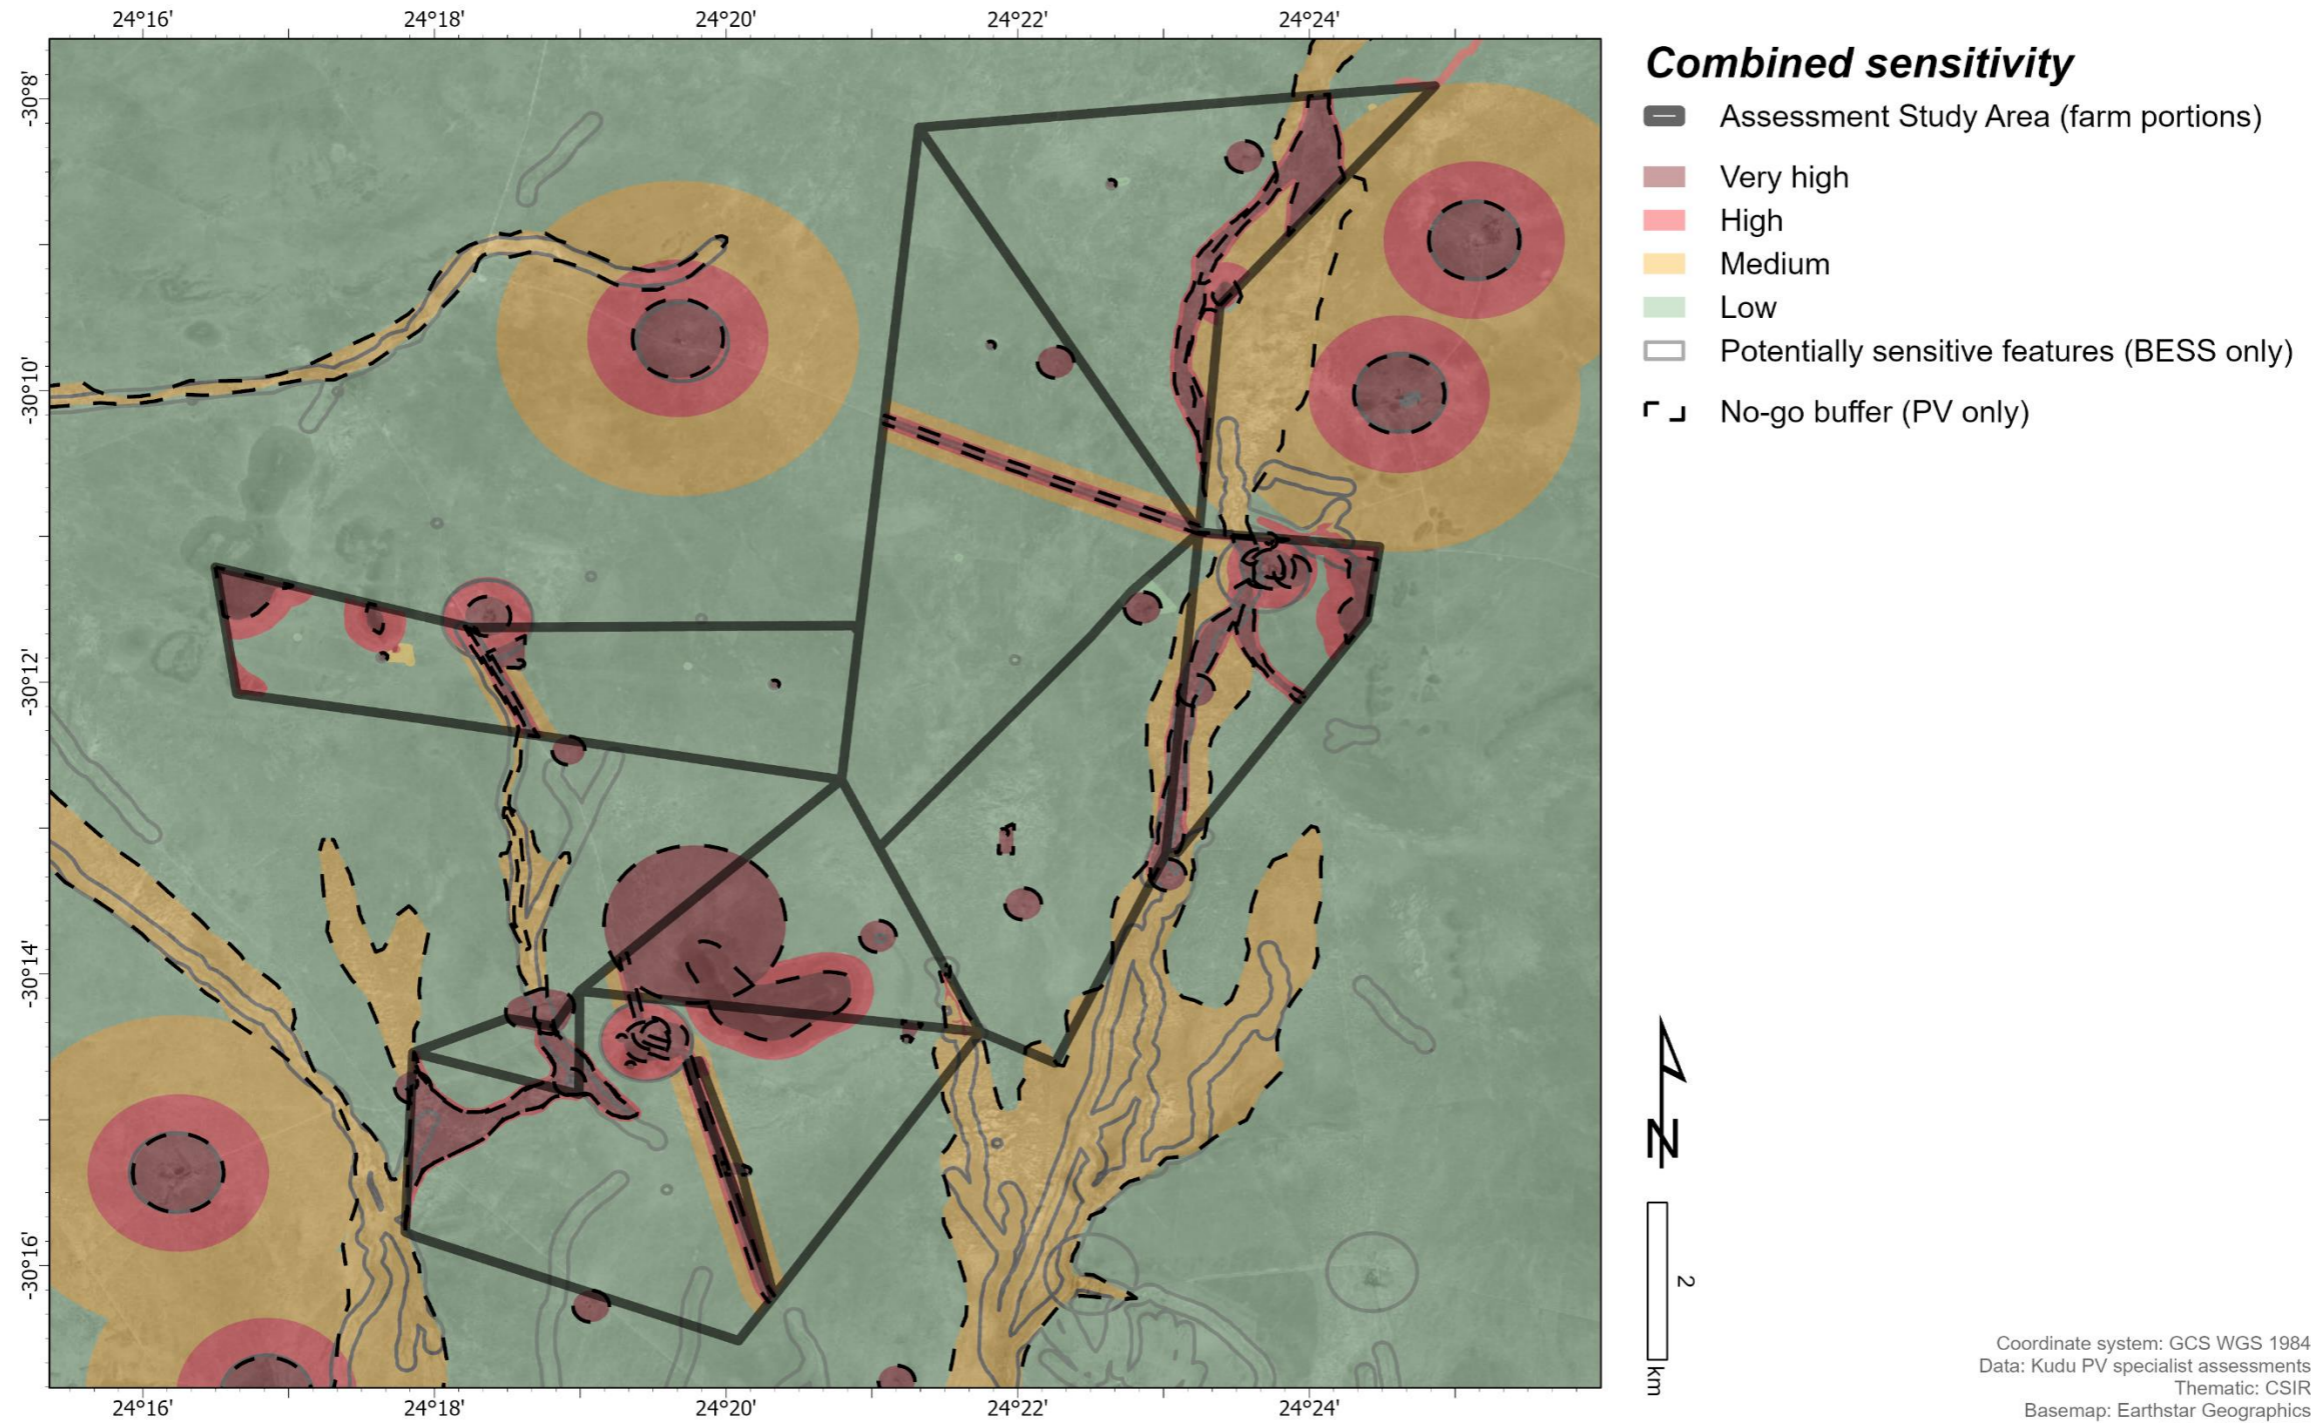 24°16' 24°18' 24°20' 24°22' 24°24'
Combined sensitivity
Assessment Study Area (farm portions)
Very high
High
Medium
Low
Potentially sensitive features (BESS only)
No-go buffer (PV only)
-30°8'
-30°10'
-30°12'
-30°14'
-30°16'
N
2
km
24°16' 24°18' 24°20' 24°22' 24°24'
Coordinate system: GCS WGS 1984
Data: Kudu PV specialist assessments
Thematic: CSIR
Basemap: Earthstar Geographics